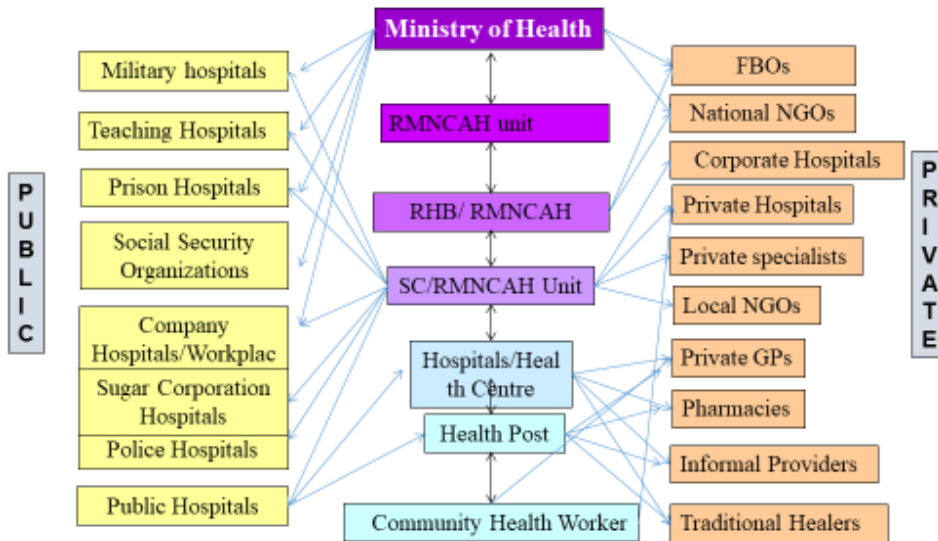 Ministry of Health
Military hospitals
FBOs
Teaching Hospitals
RMNCAH unit
National NGOs
Corporate Hospitals
Prison Hospitals
RHB/ RMNCAH
Private Hospitals
Social Security
Organizations
Private specialists
SC/RMNCAH Unit
Local NGOs
Company
Hospitals/Workplac
Hospitals/Heal
th Centre
Private GPs
Sugar Corporation
Hospitals
Pharmacies
Police Hospitals
Health Post
Informal Providers
Public Hospitals
Community Health Worker
Traditional Healers
PUBLIC
PRIVATE